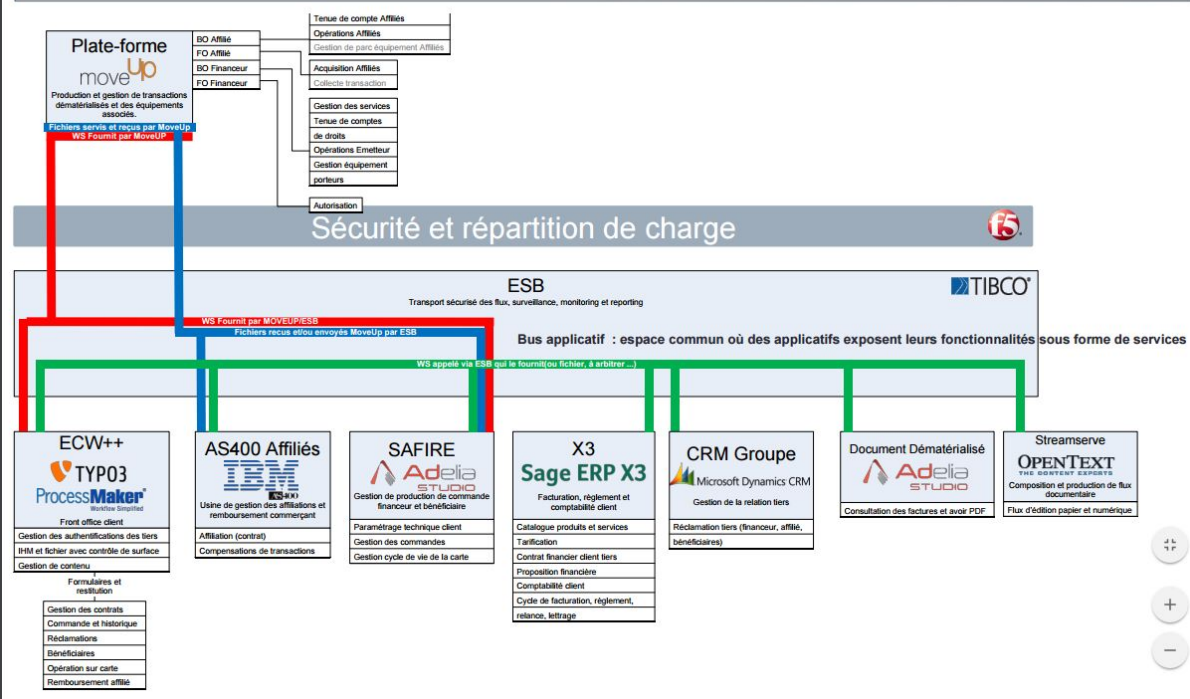 Plate-forme
moveUp
Production et gestion de transactions
dématérialisés et des équipements
associés.
Fichiers servis et reçus par MoveUp
WS Fournit par MoveUP
BO Affilié
FO Affilié
BO Financeur
FO Financeur
Tenue de compte Affiliés
Opérations Affiliés
Gestion de parc équipement Affiliés
Acquisition Affiliés
Collecte transaction
Gestion des services
Tenue de comptes
de droits
Opérations Emetteur
Gestion équipement
porteurs
Autorisation
Sécurité et répartition de charge
f5
ESB
Transport sécurisé des flux, surveillance, monitoring et reporting
TIBCO
WS Fournit par MOVEUP/ESB
Fichiers recus et/ou envoyés MoveUp par ESB
Bus applicatif : espace commun où des applicatifs exposent leurs fonctionnalités sous forme de services
WS appelé via ESB qui le fournit(ou fichier, à arbitrer ...)
ECW++
TYPO3
ProcessMaker
Workflow Simplified
Front office client
Gestion des authentifications des tiers
IHM et fichier avec contrôle de surface
Gestion de contenu
Formulaires et
restitution
Gestion des contrats
Commande et historique
Réclamations
Bénéficiaires
Opération sur carte
Remboursement affilié
AS400 Affiliés
IBM
AS400
Usine de gestion des affiliations et
remboursement commerçant
Affiliation (contrat)
Compensations de transactions
SAFIRE
Adelia
STUDIO
Gestion de production de commande
financeur et bénéficiaire
Paramétrage technique client
Gestion des commandes
Gestion cycle de vie de la carte
X3
Sage ERP X3
Facturation, règlement et
comptabilité client
Catalogue produits et services
Tarification
Contrat financier client tiers
Proposition financière
Comptabilité client
Cycle de facturation, règlement,
relance, lettrage
CRM Groupe
Microsoft Dynamics CRM
Gestion de la relation tiers
Réclamation tiers (financeur, affilié,
bénéficiaires)
Document Dématérialisé
Adelia
STUDIO
Consultation des factures et avoir PDF
Streamserve
OPENTEXT
THE CONTENT EXPERTS
Composition et production de flux
documentaire
Flux d'édition papier et numérique